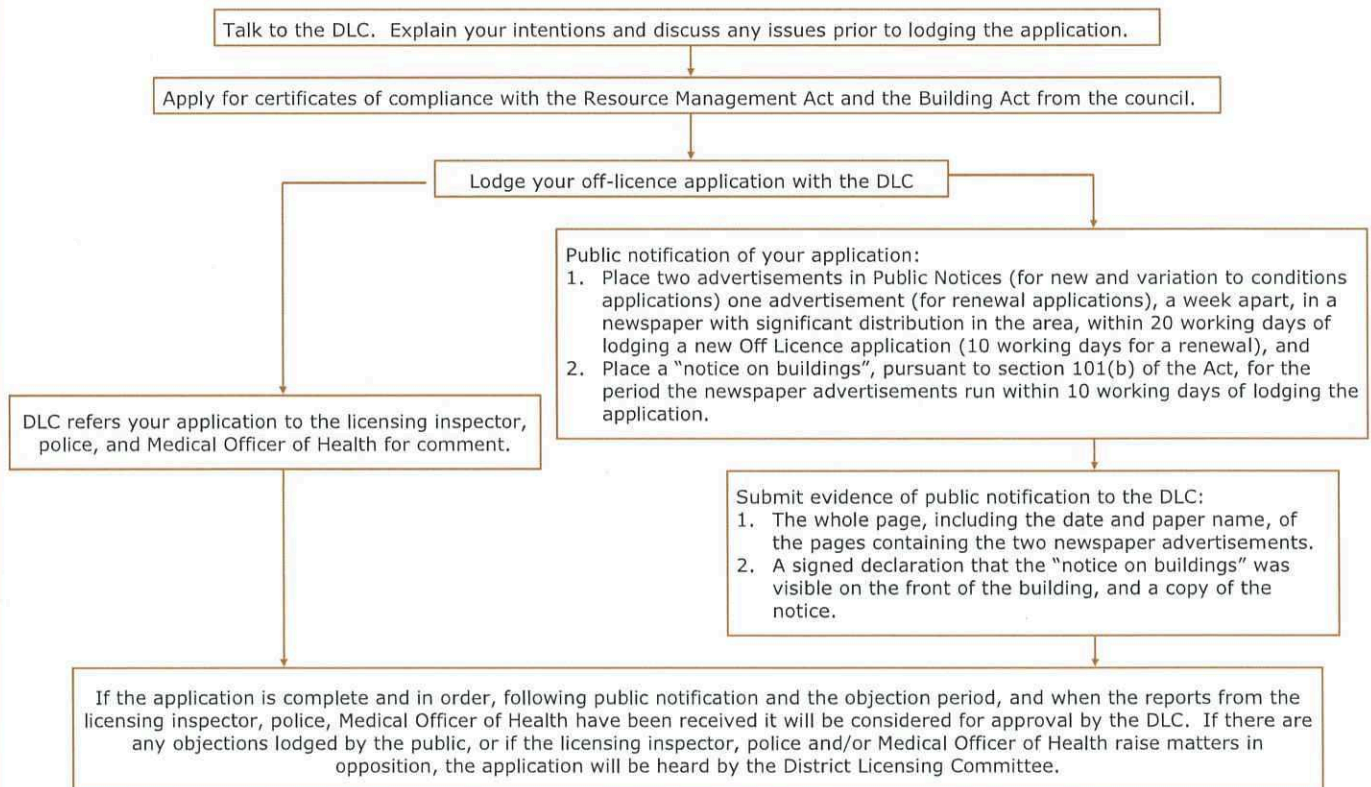 Talk to the DLC. Explain your intentions and discuss any issues prior to lodging the application.
Apply for certificates of compliance with the Resource Management Act and the Building Act from the council.
Lodge your off-licence application with the DLC
DLC refers your application to the licensing inspector,
police, and Medical Officer of Health for comment.
Public notification of your application:
1. Place two advertisements in Public Notices (for new and variation to conditions
applications) one advertisement (for renewal applications), a week apart, in a
newspaper with significant distribution in the area, within 20 working days of
lodging a new Off Licence application (10 working days for a renewal), and
2. Place a "notice on buildings", pursuant to section 101(b) of the Act, for the
period the newspaper advertisements run within 10 working days of lodging the
application.
Submit evidence of public notification to the DLC:
1. The whole page, including the date and paper name, of
the pages containing the two newspaper advertisements.
2. A signed declaration that the "notice on buildings" was
visible on the front of the building, and a copy of the
notice.
If the application is complete and in order, following public notification and the objection period, and when the reports from the
licensing inspector, police, Medical Officer of Health have been received it will be considered for approval by the DLC. If there are
any objections lodged by the public, or if the licensing inspector, police and/or Medical Officer of Health raise matters in
opposition, the application will be heard by the District Licensing Committee.